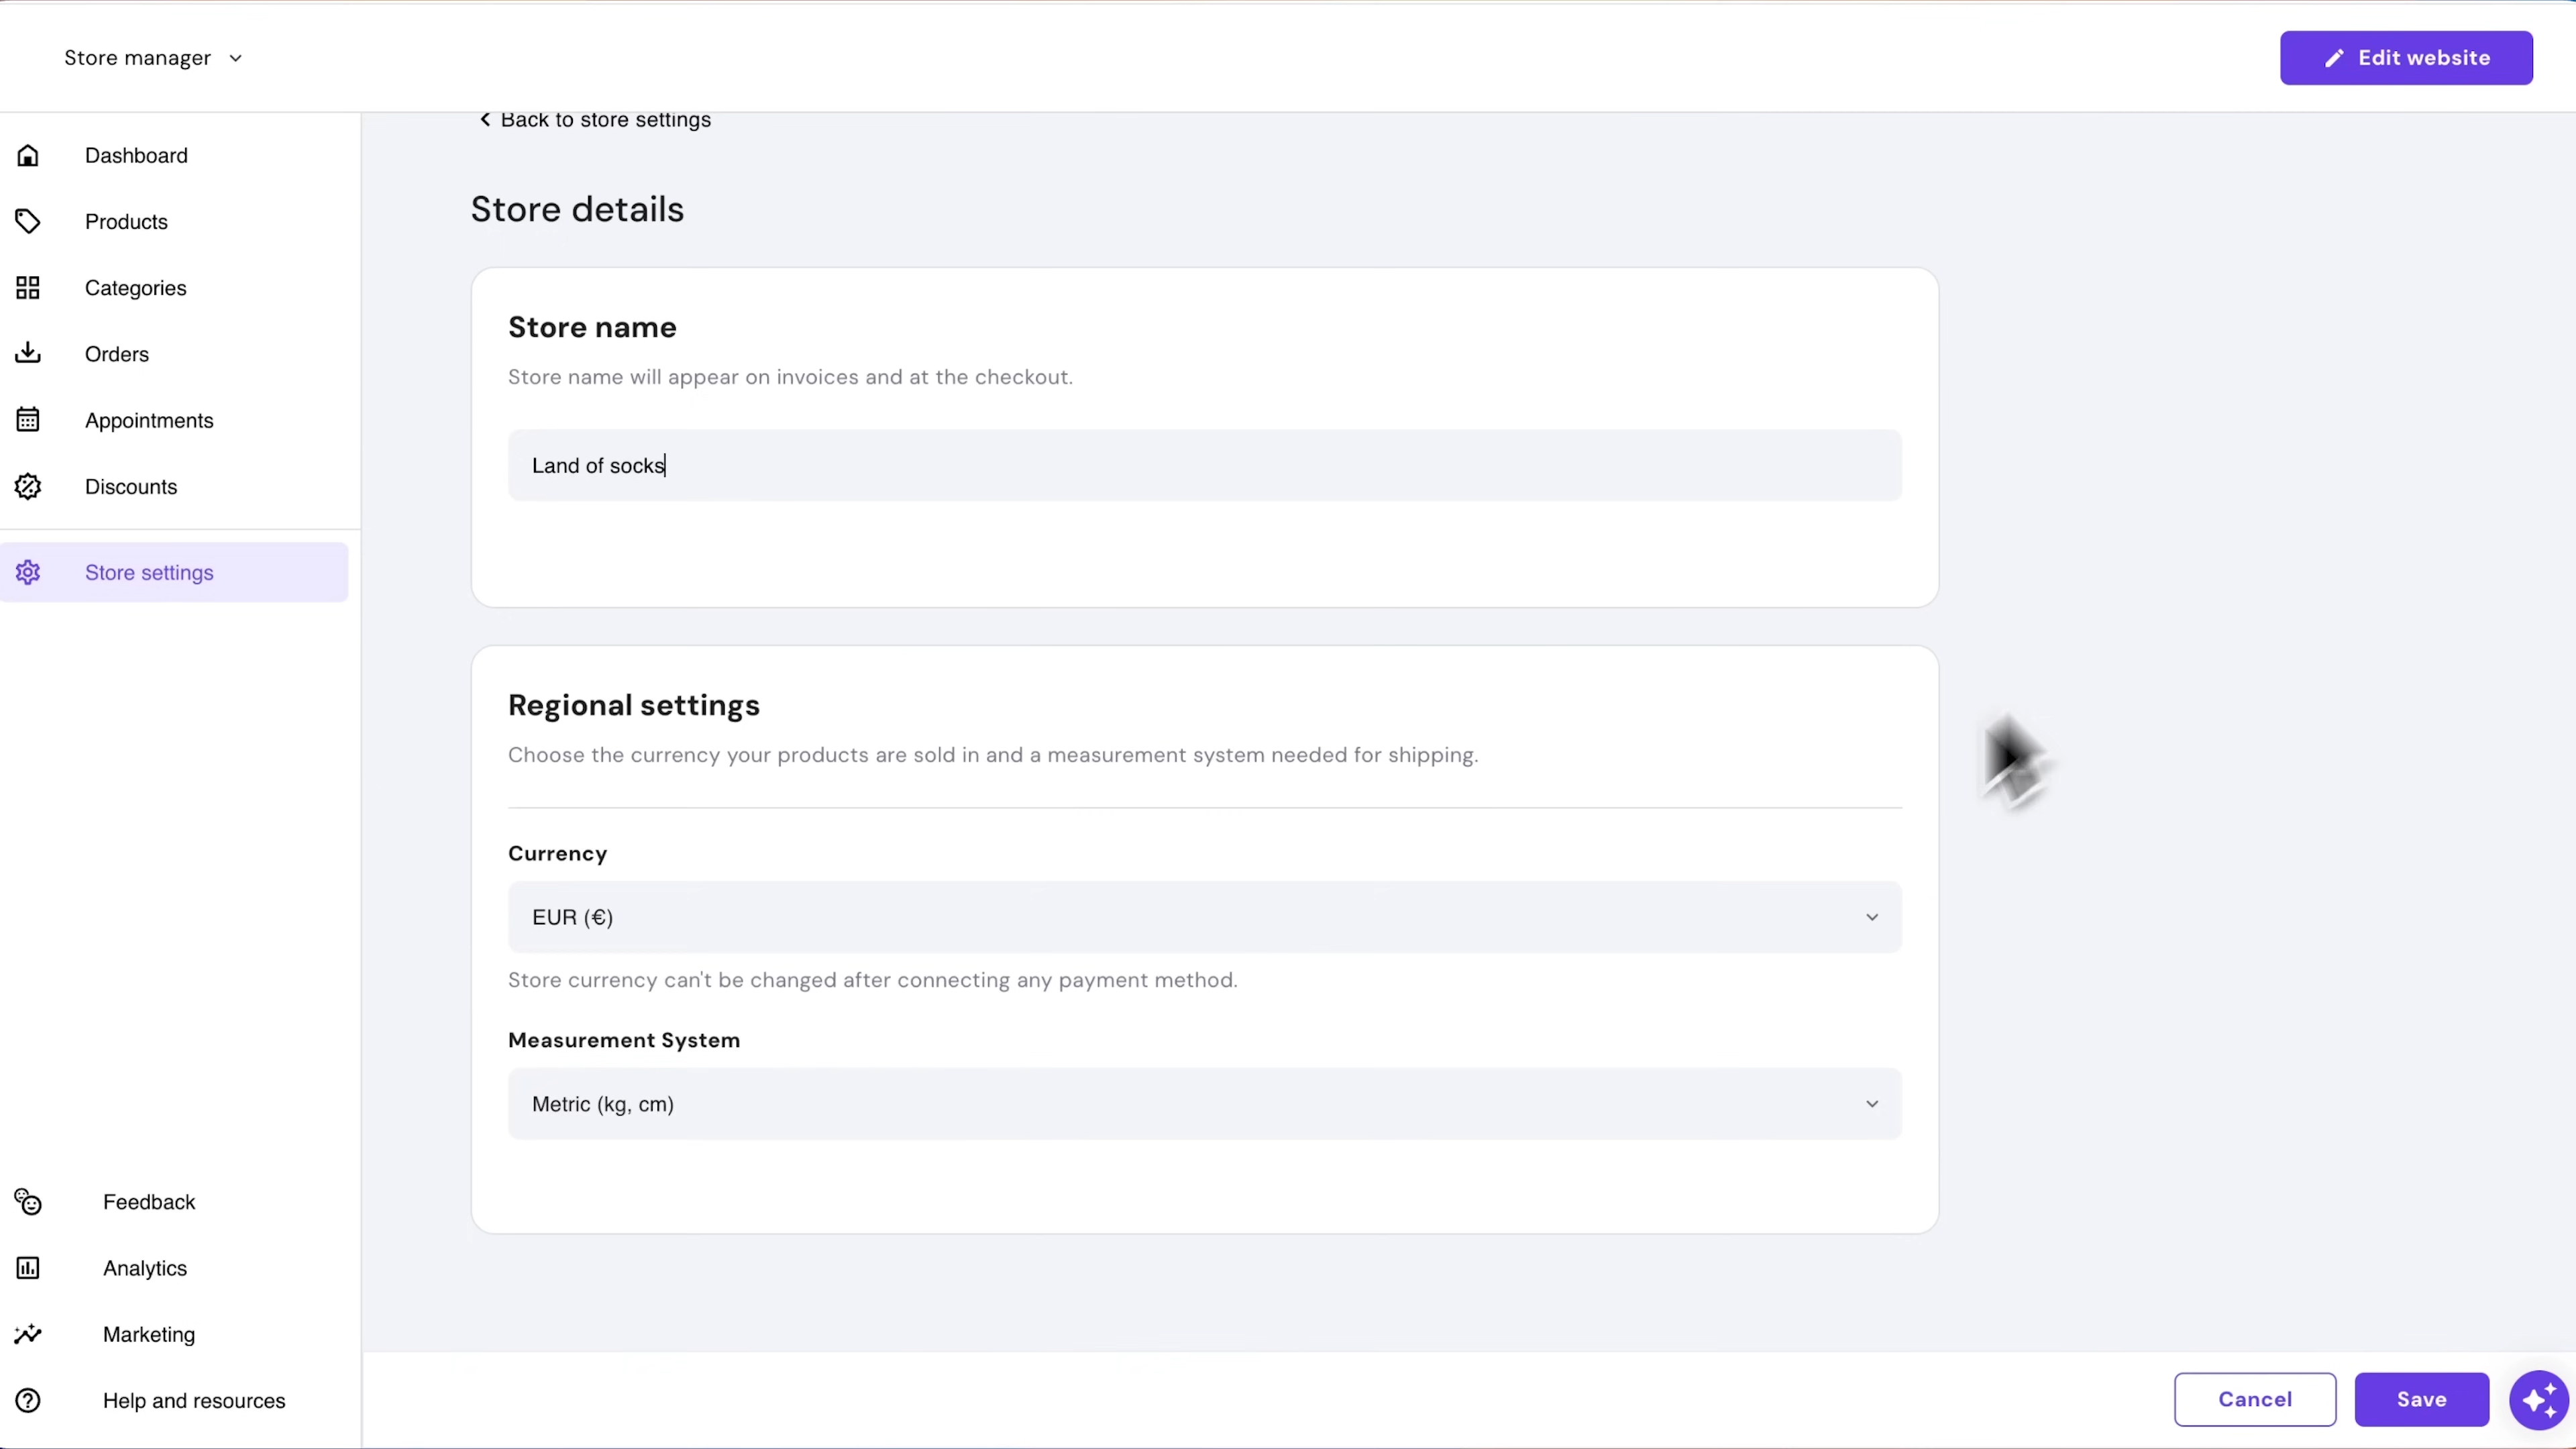 Store manager
Edit website
Dashboard
Products
Categories
Orders
Appointments
Discounts
Store settings
Feedback
Analytics
Marketing
Help and resources
Back to store settings
Store details
Store name
Store name will appear on invoices and at the checkout.
Land of socks
Regional settings
Choose the currency your products are sold in and a measurement system needed for shipping.
Currency
EUR (€)
Store currency can't be changed after connecting any payment method.
Measurement System
Metric (kg, cm)
Cancel
Save